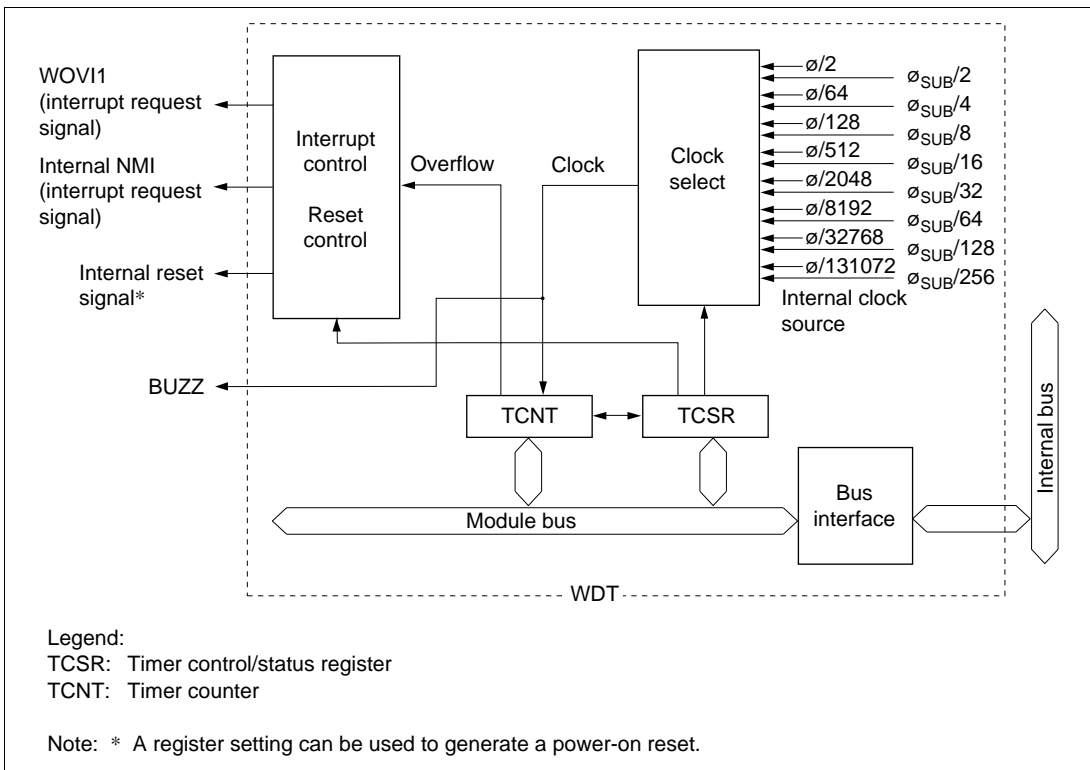 WOVI1
(interrupt request
signal)
Internal NMI
(interrupt request
signal)
Internal reset
signal*
BUZZ
Interrupt
control
Reset
control
Overflow
Clock
Clock
select
ø/2
ø/64
ø/128
ø/512
ø/2048
ø/8192
ø/32768
ø/131072
øSUB/2
øSUB/4
øSUB/8
øSUB/16
øSUB/32
øSUB/64
øSUB/128
øSUB/256
Internal clock
source
TCNT
TCSR
Module bus
Bus
interface
Internal bus
WDT
Legend:
TCSR: Timer control/status register
TCNT: Timer counter
Note: * A register setting can be used to generate a power-on reset.